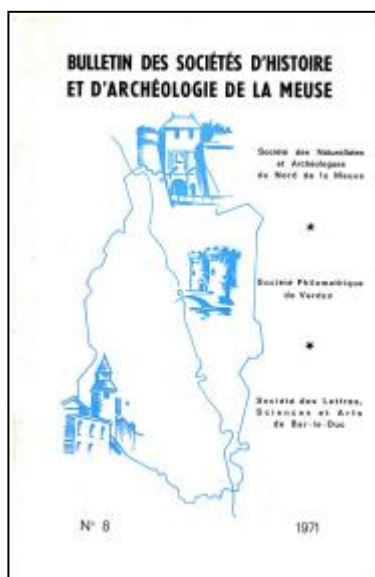 BULLETIN DES SOCIÉTÉS D'HISTOIRE
ET D'ARCHÉOLOGIE DE LA MEUSE
Société des Naturalistes
et Archéologues
du Nord de la Meuse
*
Société Philomathique
de Verdun
*
Société des Lettres,
Sciences et Arts
de Bar-le-Duc
N° 8
1971